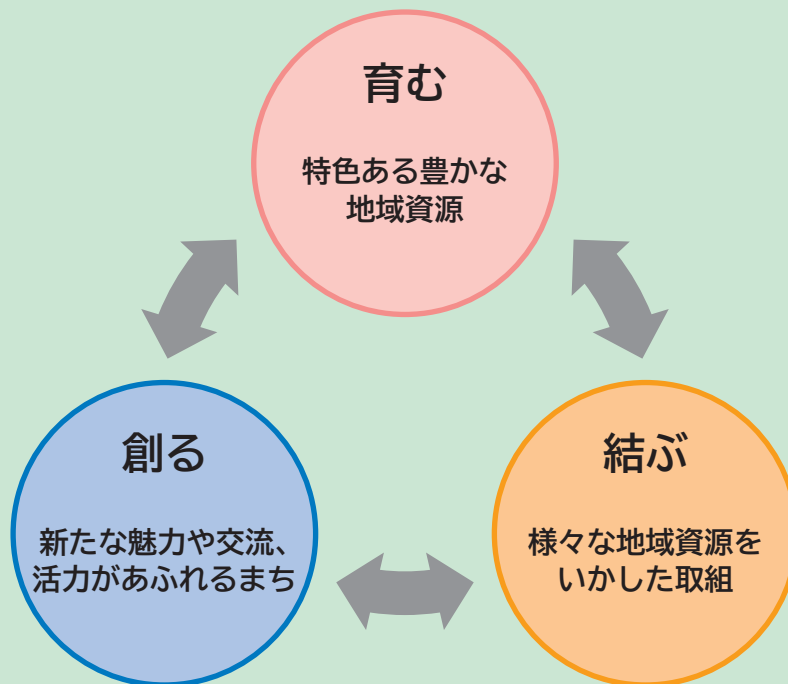 育む
特色ある豊かな
地域資源
創る
新たな魅力や交流、
活力があふれるまち
結ぶ
様々な地域資源を
いかした取組